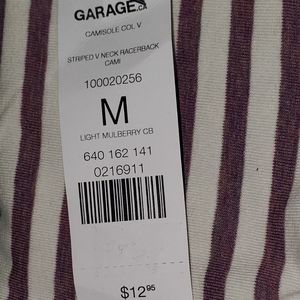 GARAGE.CA
CAMISOLE COL V
STRIPED V NECK RACERBACK
CAMI
100020256
M
LIGHT MULBERRY CB
640 162 141
0216911
$12.95